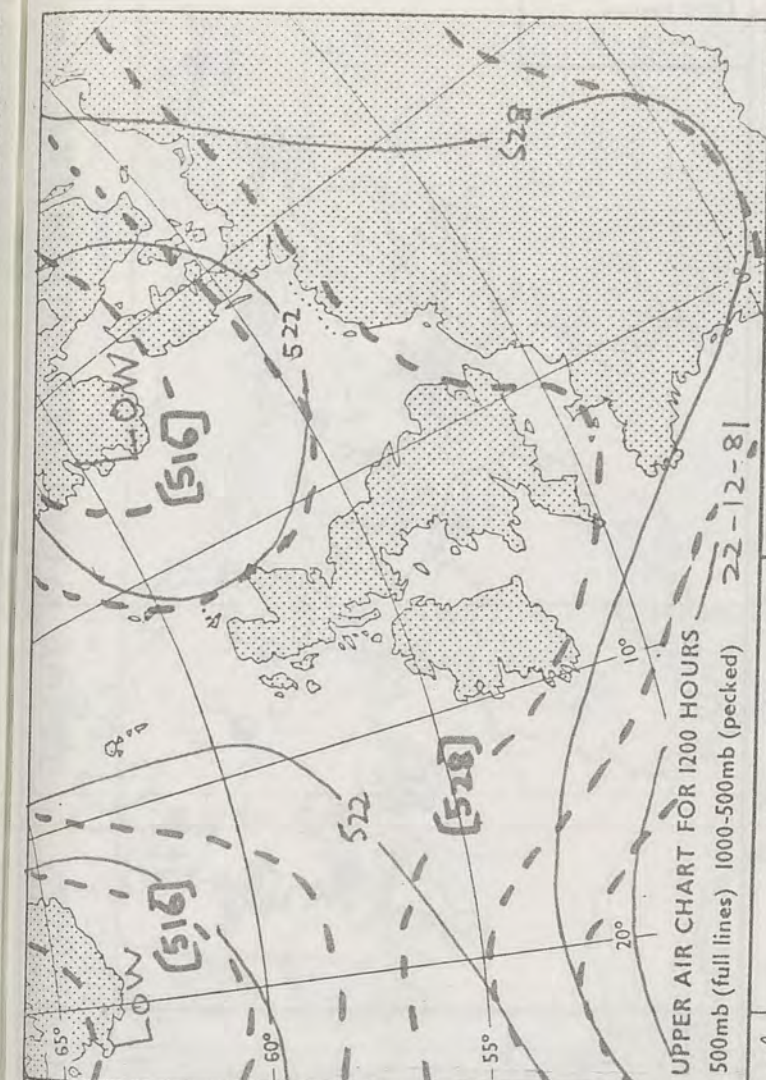 LOW
[516]
522
528
65°
LOW
[516]
60°
522
[528]
55°
20°
10°
UPPER AIR CHART FOR 1200 HOURS
500mb (full lines) 1000-500mb (pecked) 22-12-81